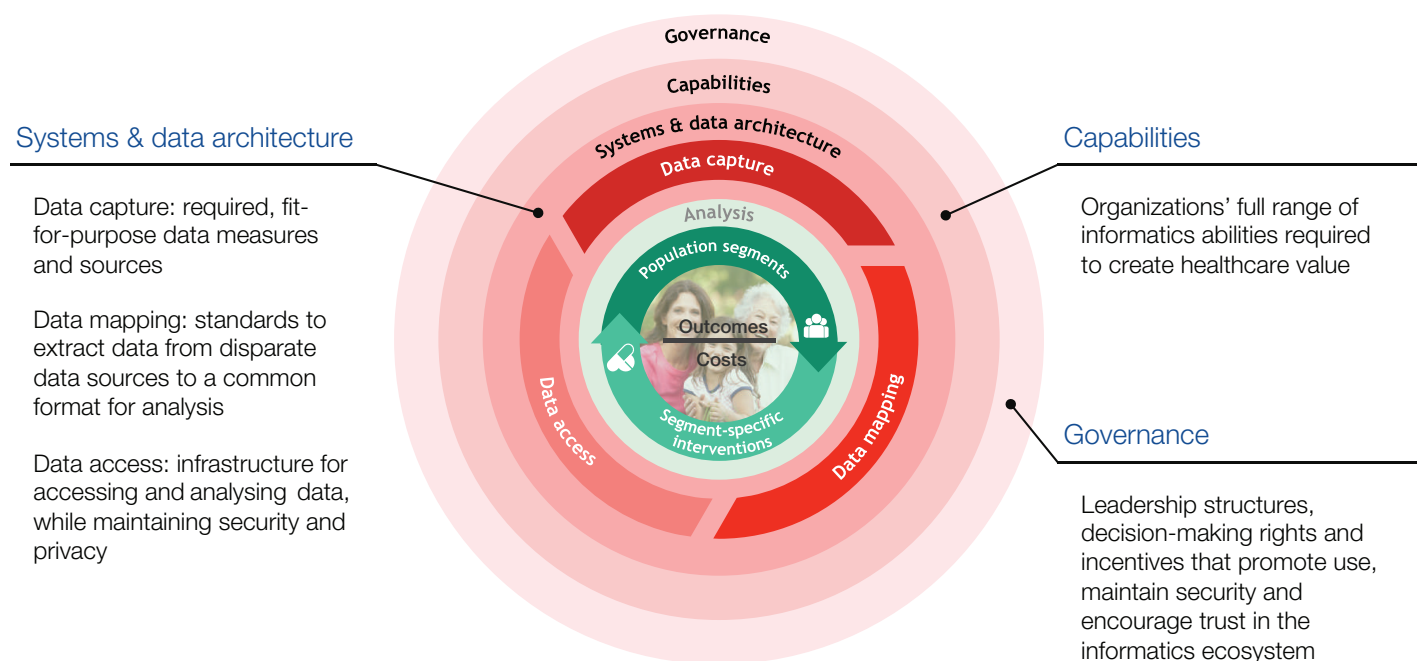 Governance
Capabilities
Systems & data architecture
Data capture
Analysis
Population segments
Outcomes
Costs
Segment-specific
interventions
Data access
Data mapping
Systems & data architecture
Data capture: required, fit-
for-purpose data measures
and sources
Data mapping: standards to
extract data from disparate
data sources to a common
format for analysis
Data access: infrastructure for
accessing and analysing data,
while maintaining security and
privacy
Capabilities
Organizations’ full range of
informatics abilities required
to create healthcare value
Governance
Leadership structures,
decision-making rights and
incentives that promote use,
maintain security and
encourage trust in the
informatics ecosystem